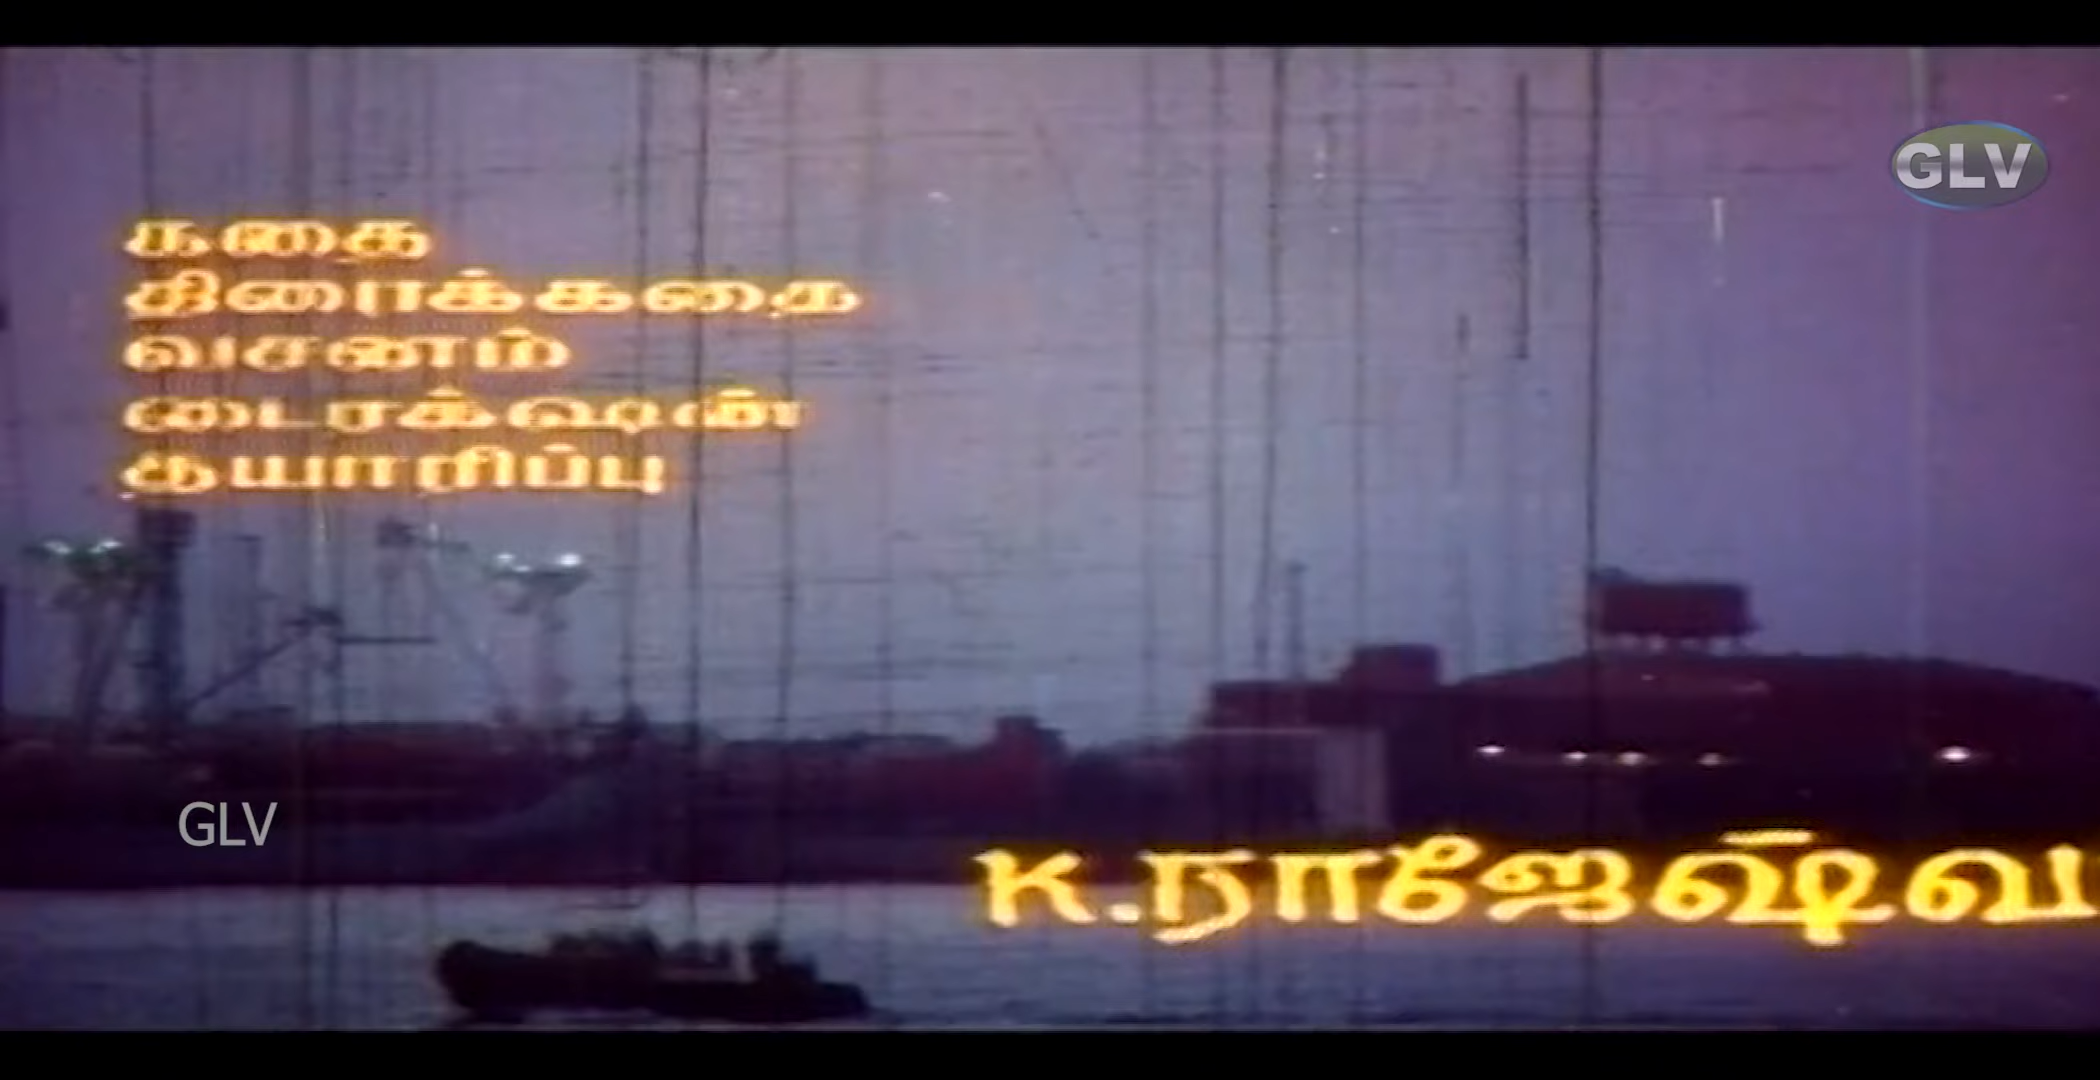 GLV
கதை
திரைக்கதை
வசனம்
டைரக்‌ஷன்
தயாரிப்பு
GLV
K.ராஜேஷ்வ